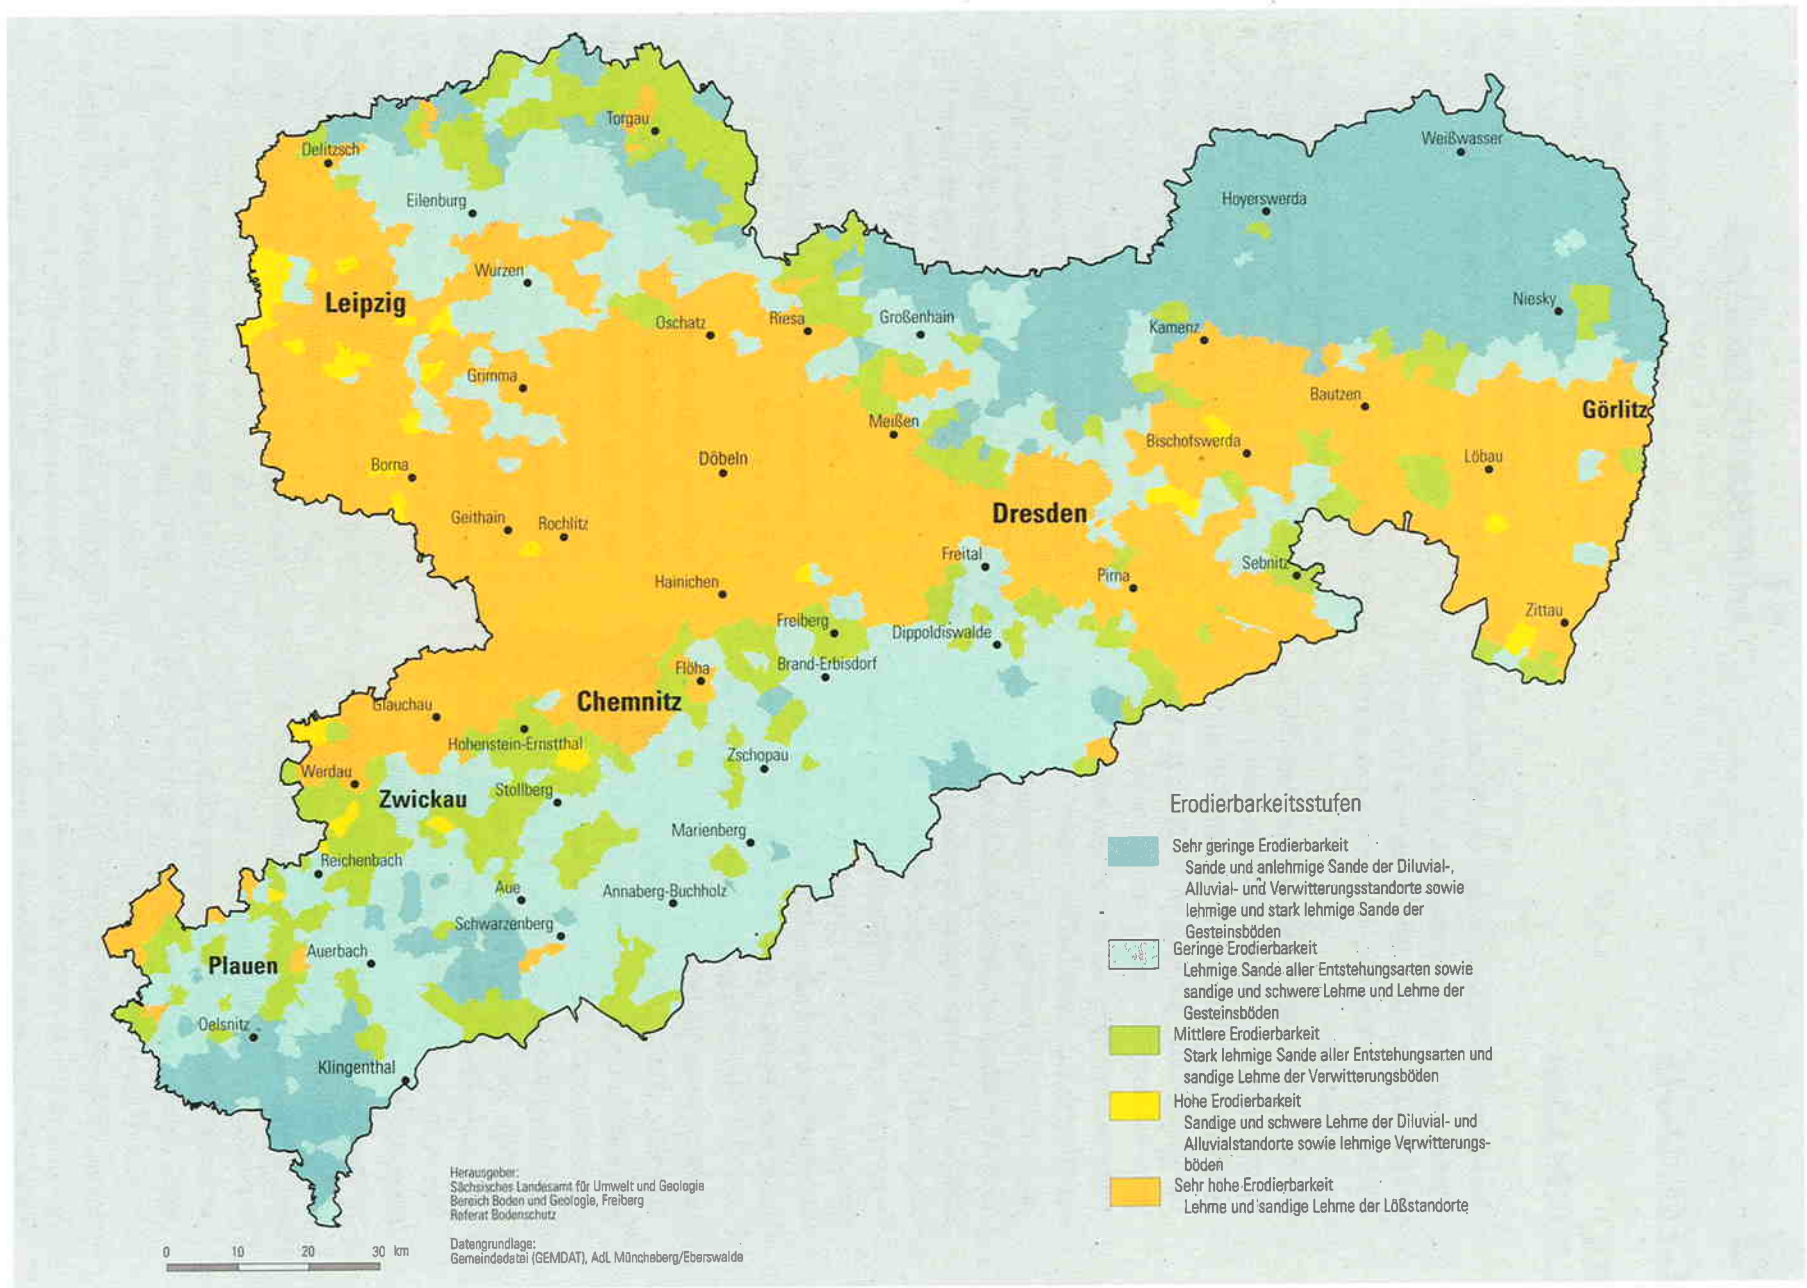 Torgau
Delitzsch
Weißwasser
Eilenburg
Hoyerswerda
Wurzen
Leipzig
Niesky
Oschatz
Riesa
Großenhain
Kamenz
Grimma
Bautzen
Görlitz
Meißen
Bischofswerda
Borna
Döbeln
Löbau
Geithain
Rochlitz
Dresden
Freital
Sebnitz
Hainichen
Pirna
Zittau
Freiberg
Dippoldiswalde
Flöha
Brand-Erbisdorf
Glauchau
Chemnitz
Hohenstein-Ernstthal
Zschopau
Werdau
Zwickau
Stollberg
Marienberg
Reichenbach
Aue
Annaberg-Buchholz
Schwarzenberg
Auerbach
Plauen
Oelsnitz
Klingenthal
Erodierbarkeitsstufen
Sehr geringe Erodierbarkeit
Sande und anlehmige Sande der Diluvial-,
Alluvial- und Verwitterungsstandorte sowie
lehmige und stark lehmige Sande der
Gesteinsböden
Geringe Erodierbarkeit
Lehmige Sande aller Entstehungsarten sowie
sandige und schwere Lehme und Lehme der
Gesteinsböden
Mittlere Erodierbarkeit
Stark lehmige Sande aller Entstehungsarten und
sandige Lehme der Verwitterungsböden
Hohe Erodierbarkeit
Sandige und schwere Lehme der Diluvial- und
Alluvialstandorte sowie lehmige Verwitterungs-
böden
Sehr hohe Erodierbarkeit
Lehme und sandige Lehme der Lößstandorte
Herausgeber:
Sächsisches Landesamt für Umwelt und Geologie
Bereich Boden und Geologie, Freiberg
Referat Bodenschutz
Datengrundlage:
Gemeindedatei (GEMDAT), AdL Müncheberg/Eberswalde
0 10 20 30 km